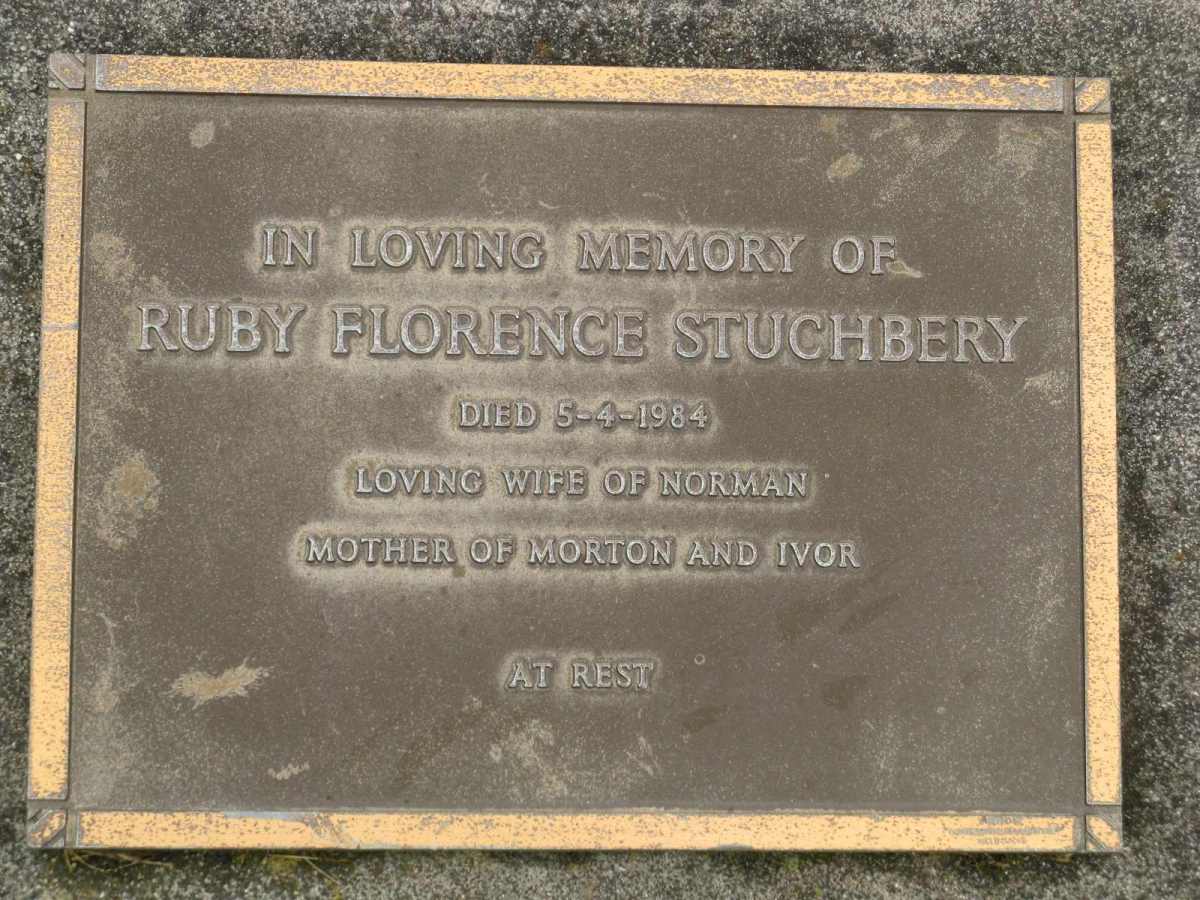 IN LOVING MEMORY OF
RUBY FLORENCE STUCHBERY
DIED 5-4-1984
LOVING WIFE OF NORMAN
MOTHER OF MORTON AND IVOR
AT REST